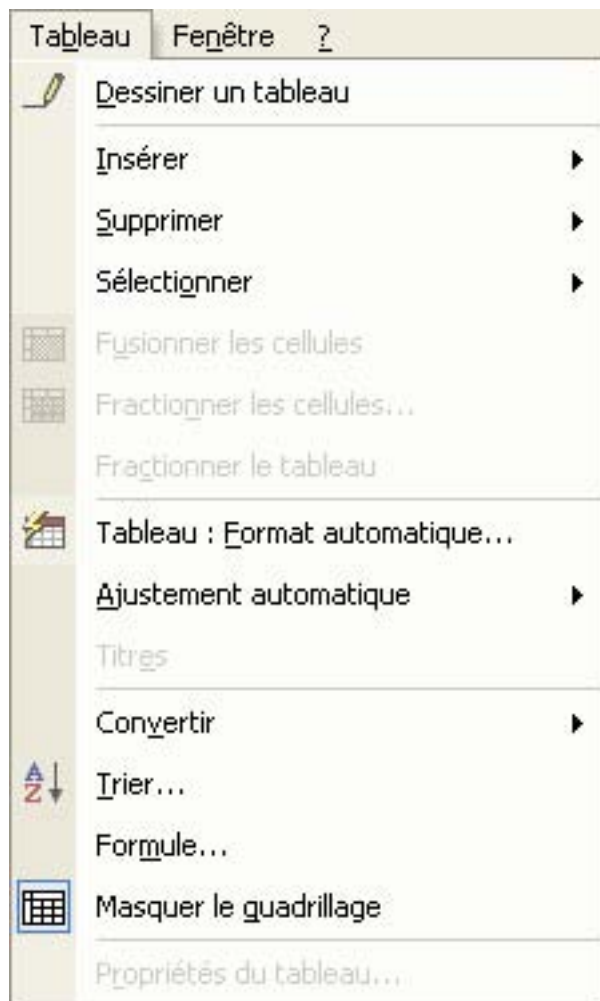 Tableau Fenêtre ?
Dessiner un tableau
Insérer
Supprimer
Sélectionner
Fusionner les cellules
Fractionner les cellules...
Fractionner le tableau
Tableau : Format automatique...
Ajustement automatique
Titres
Convertir
A
Z
Trier...
Formule...
Masquer le quadrillage
Propriétés du tableau...